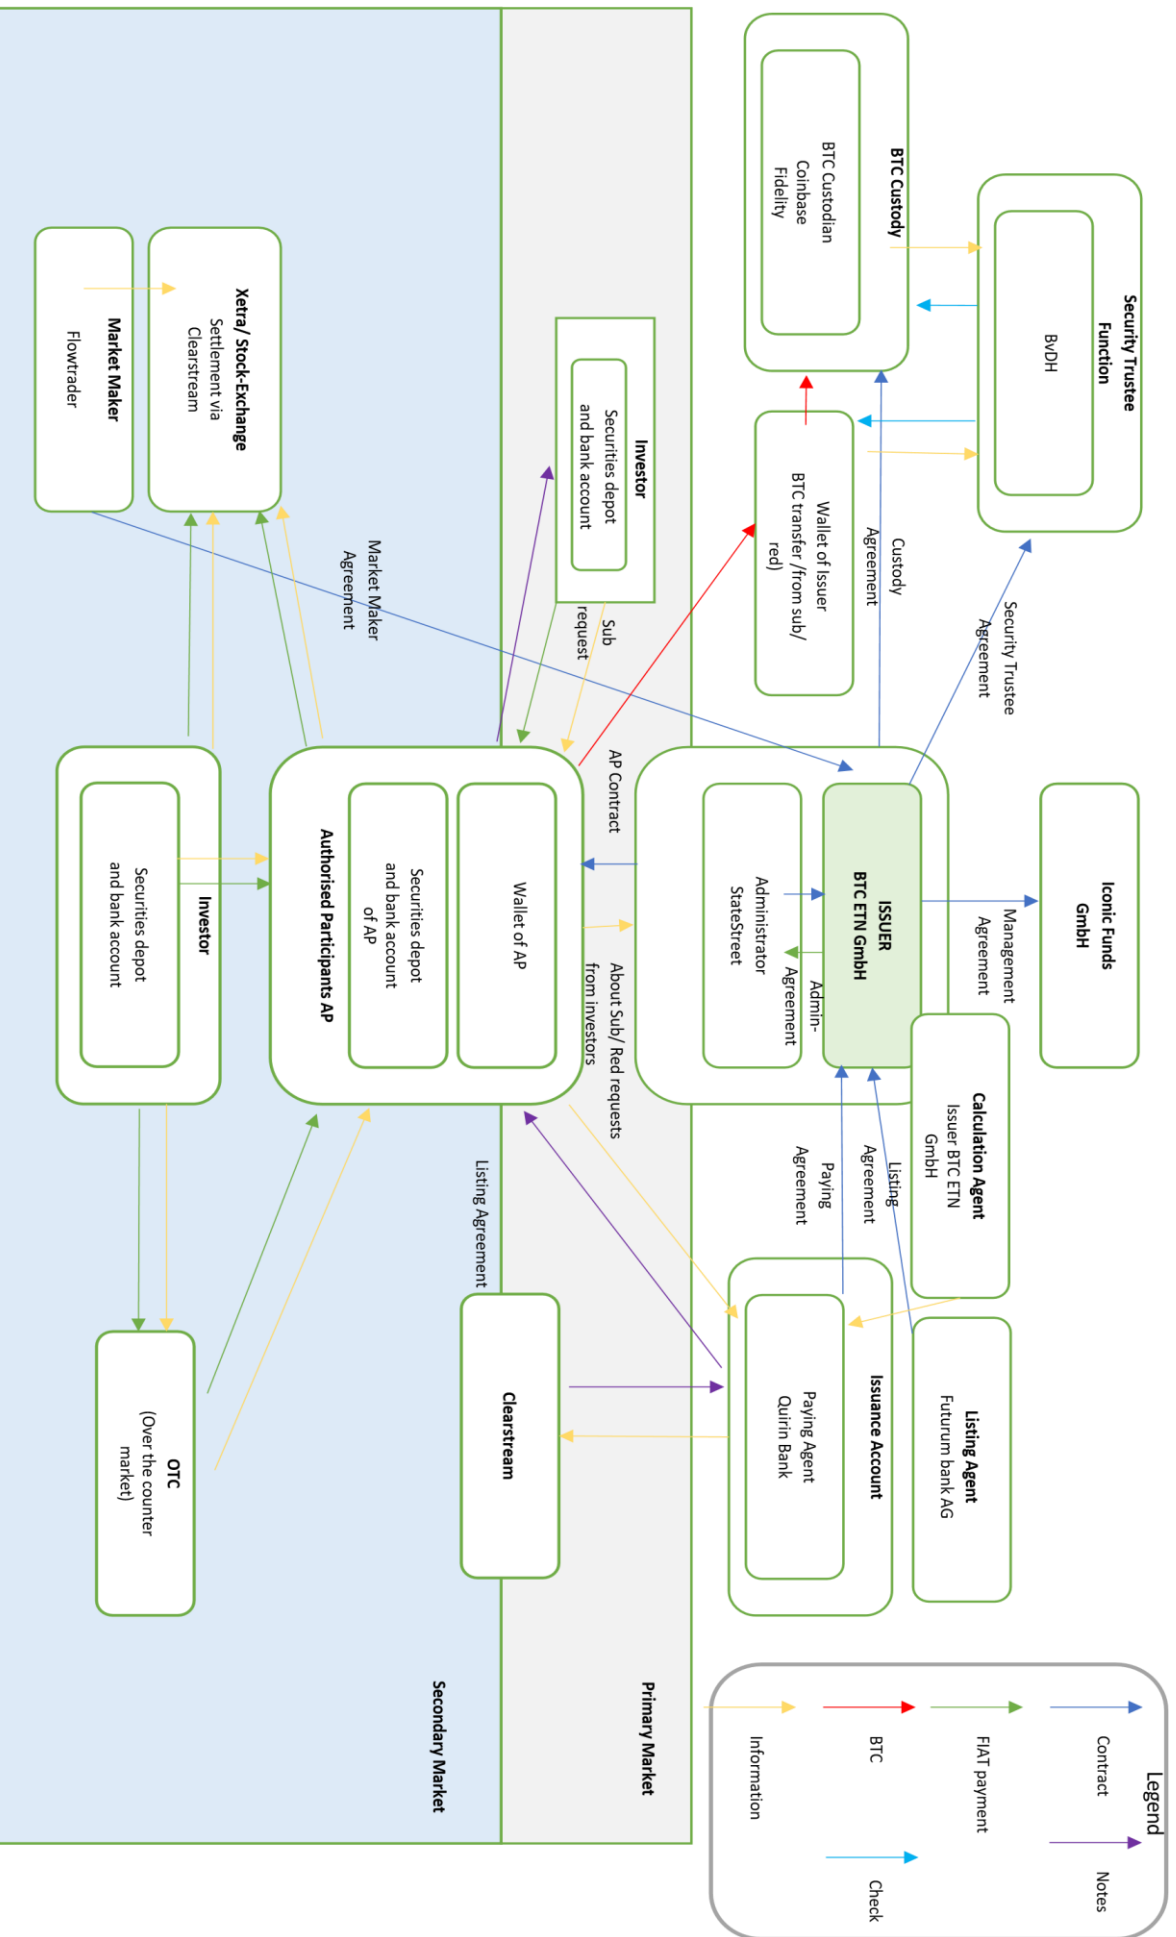 Iconic Funds
GmbH
Security Trustee
Function
BvDH
BTC Custody
BTC Custodian
Coinbase
Fidelity
Wallet of Issuer
BTC transfer /from sub/
red)
Custody
Agreement
Security Trustee
Agreement
Management
Agreement
ISSUER
BTC ETN GmbH
Admin-
Agreement
Administrator
StateStreet
Calculation Agent
Issuer BTC ETN
GmbH
Listing Agent
Futurum bank AG
Listing
Agreement
Paying
Agreement
Issuance Account
Paying Agent
Quirin Bank
Legend
Contract
FIAT payment
BTC
Information
Notes
Check
Primary Market
Investor
Securities depot
and bank account
Sub
request
AP Contract
About Sub/ Red requests
from investors
Wallet of AP
Securities depot
and bank account
of AP
Authorised Participants AP
Listing Agreement
Clearstream
Secondary Market
Market Maker
Agreement
Xetra/ Stock-Exchange
Settlement via
Clearstream
Market Maker
Flowtrader
Investor
Securities depot
and bank account
OTC
(Over the counter
market)